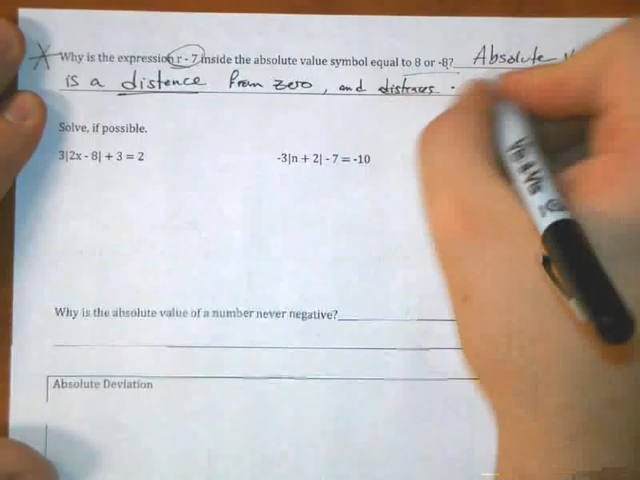 Why is the expression r - 7 inside the absolute value symbol equal to 8 or -8? Absolute
is a distence from zero, and distences
Solve, if possible.
3|2x - 8| + 3 = 2 -3|n + 2| - 7 = -10
Why is the absolute value of a number never negative?
Absolute Deviation